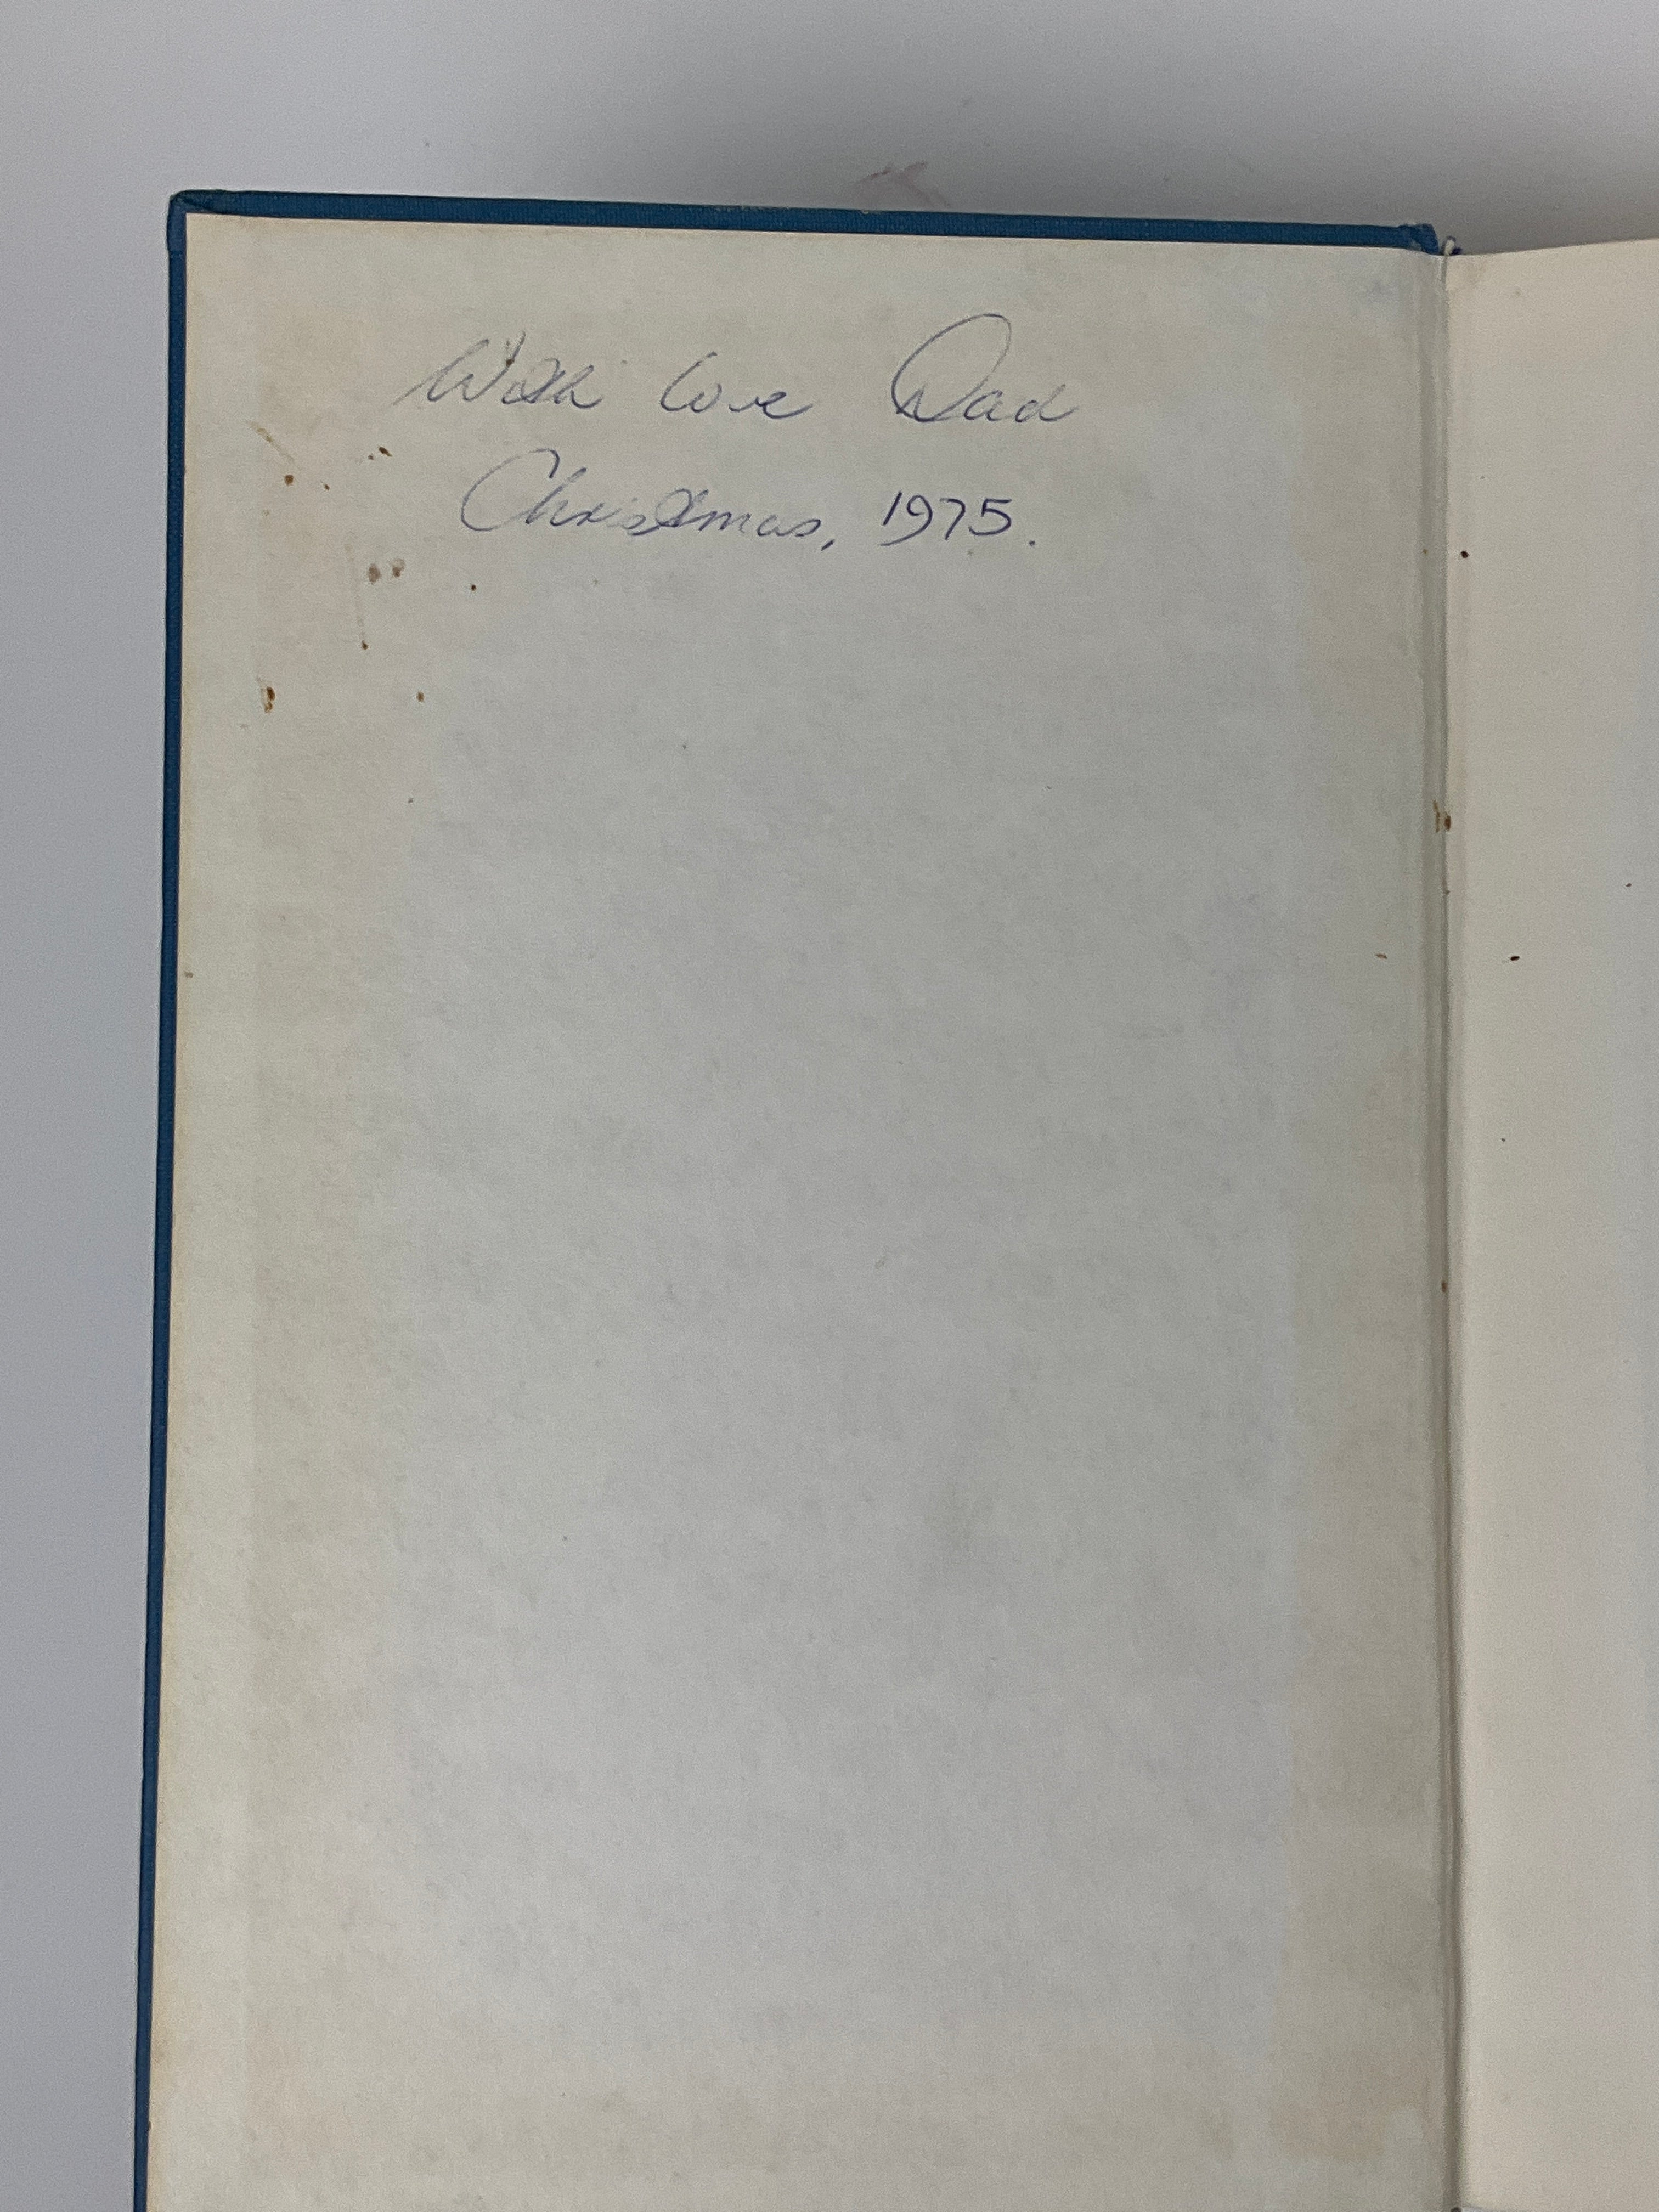 With love Dad
Christmas, 1975.